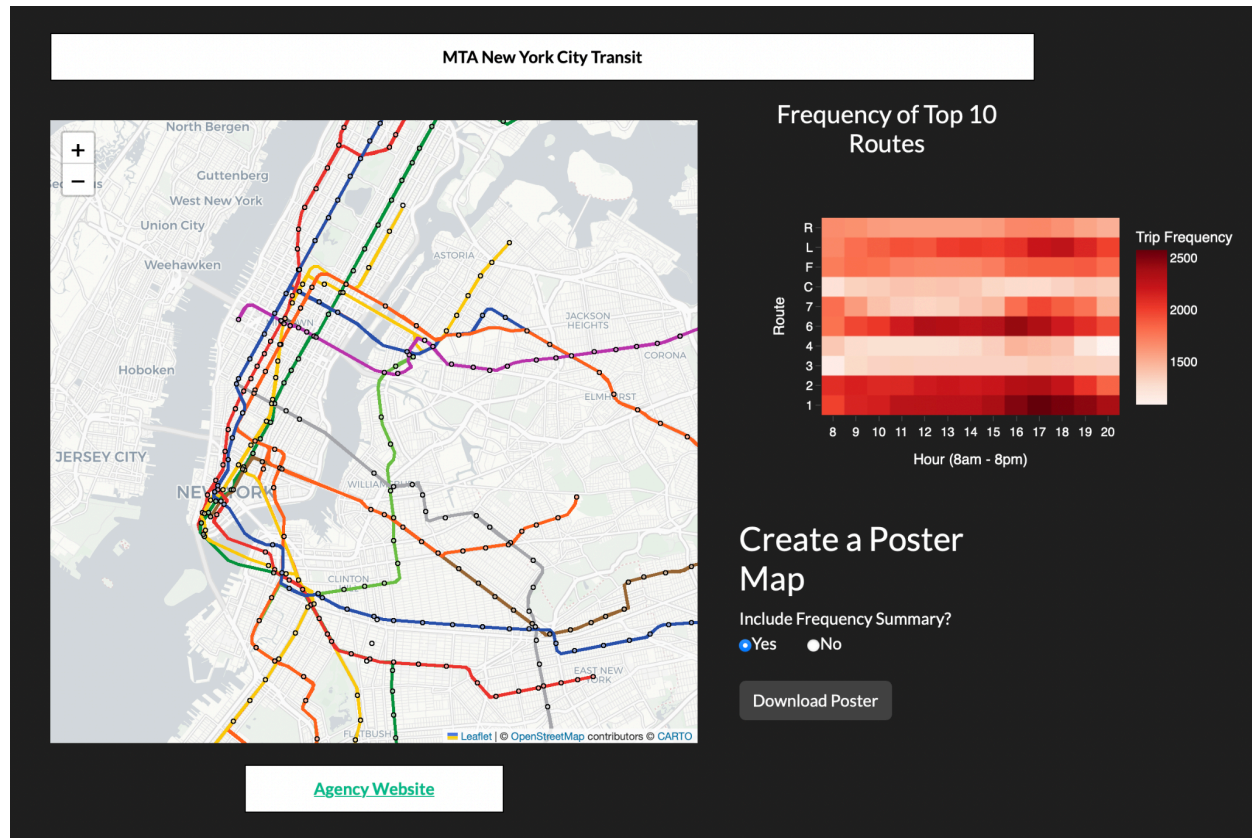 MTA New York City Transit
+
−
North Bergen
Guttenberg
West New York
Union City
Weehawken
ASTORIA
JACKSON
HEIGHTS
CORONA
Hoboken
ELMHURST
JERSEY CITY
NEW YORK
CLINTON
EAST NEW
YORK
Leaflet | © OpenStreetMap contributors © CARTO
Agency Website
Frequency of Top 10
Routes
Trip Frequency
2500
2000
1500
Route
R
L
F
C
7
6
4
3
2
1
8 9 10 11 12 13 14 15 16 17 18 19 20
Hour (8am - 8pm)
Create a Poster
Map
Include Frequency Summary?
Yes No
Download Poster